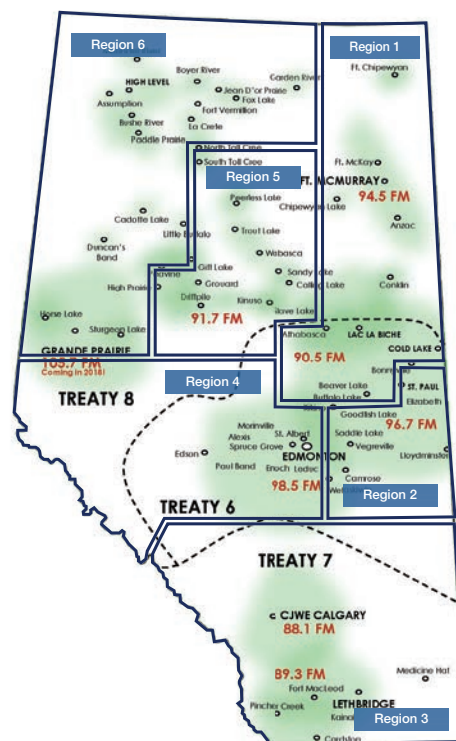 Region 6
Region 1
Boyer River
Garden River
Ft. Chipewyan
HIGH LEVEL
Jean D'or Prairie
Assumption
Fox Lake
Fort Vermillion
Bushe River
La Crete
Paddle Prairie
North Tall Cree
South Tall Cree
Ft. McKay
Region 5
FT. MCMURRAY
94.5 FM
Peerless Lake
Chipewyan Lake
Cadotte Lake
Anzac
Little Buffalo
Trout Lake
Duncan's
Band
Wabasca
Gift Lake
Sandy Lake
High Prairie
Grouard
Calling Lake
Conklin
Driftpile
Kinuso
Slave Lake
91.7 FM
Horse Lake
Sturgeon Lake
Athabasca
LAC LA BICHE
GRANDE PRAIRIE
103.7 FM
Coming in 2018!
90.5 FM
COLD LAKE
Bonnyville
Region 4
TREATY 8
Beaver Lake
ST. PAUL
Buffalo Lake
Elizabeth
Goodfish Lake
96.7 FM
Morinville
Alexis
St. Albert
Saddle Lake
Spruce Grove
Vegreville
Edson
EDMONTON
Lloydminster
Paul Band
Enoch
Leduc
Camrose
98.5 FM
Region 2
TREATY 6
TREATY 7
CJWE CALGARY
88.1 FM
89.3 FM
Medicine Hat
Fort MacLeod
Pincher Creek
LETHBRIDGE
Region 3
Cardston